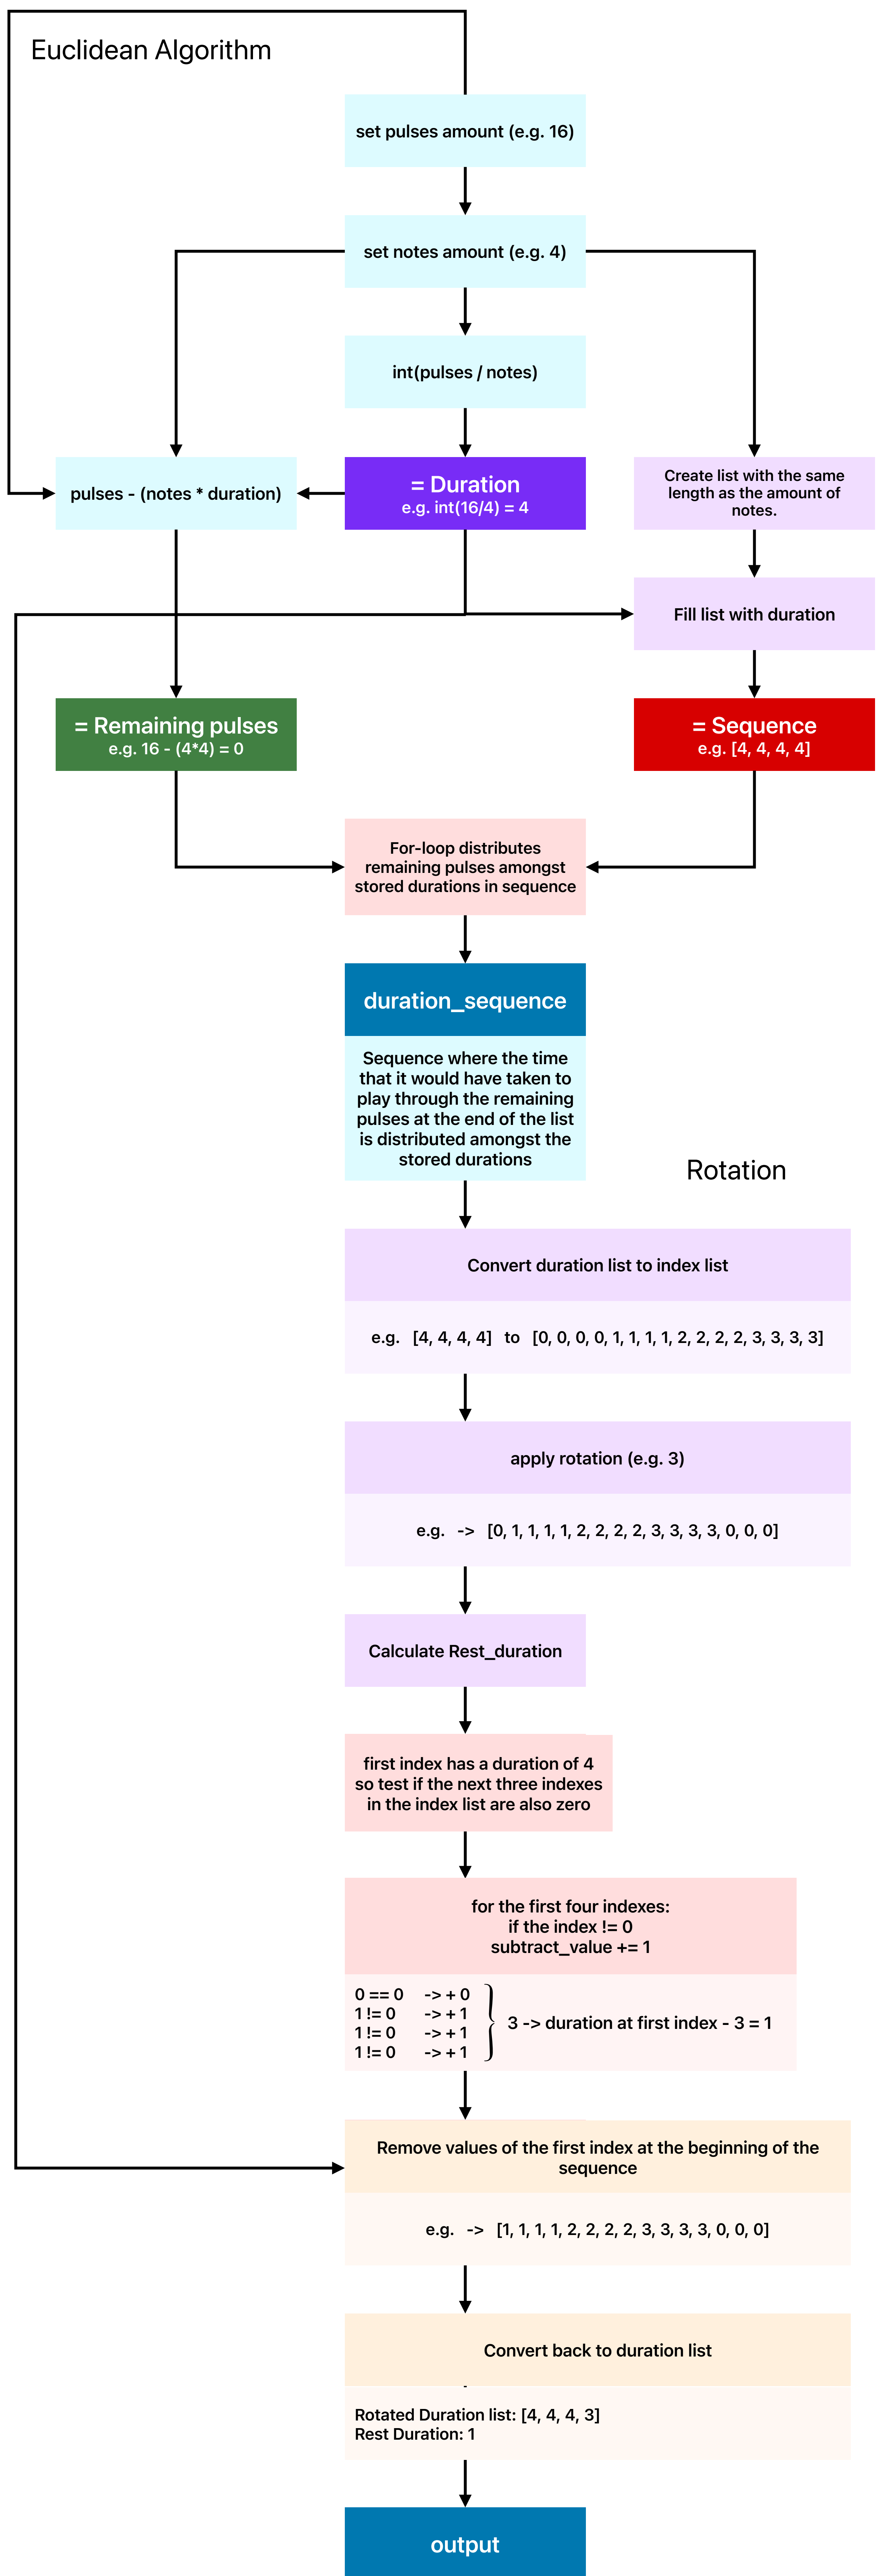 Euclidean Algorithm
set pulses amount (e.g. 16)
set notes amount (e.g. 4)
int(pulses / notes)
pulses - (notes * duration)
= Duration
e.g. int(16/4) = 4
Create list with the same
length as the amount of
notes.
Fill list with duration
= Remaining pulses
e.g. 16 - (4*4) = 0
= Sequence
e.g. [4, 4, 4, 4]
For-loop distributes
remaining pulses amongst
stored durations in sequence
duration_sequence
Sequence where the time
that it would have taken to
play through the remaining
pulses at the end of the list
is distributed amongst the
stored durations
Rotation
Convert duration list to index list
e.g. [4, 4, 4, 4] to [0, 0, 0, 0, 1, 1, 1, 1, 2, 2, 2, 2, 3, 3, 3, 3]
apply rotation (e.g. 3)
e.g. -> [0, 1, 1, 1, 1, 2, 2, 2, 2, 3, 3, 3, 3, 0, 0, 0]
Calculate Rest_duration
first index has a duration of 4
so test if the next three indexes
in the index list are also zero
for the first four indexes:
if the index != 0
subtract_value += 1
0 == 0 -> + 0
1 != 0 -> + 1
1 != 0 -> + 1
1 != 0 -> + 1
3 -> duration at first index - 3 = 1
Remove values of the first index at the beginning of the
sequence
e.g. -> [1, 1, 1, 1, 2, 2, 2, 2, 3, 3, 3, 3, 0, 0, 0]
Convert back to duration list
Rotated Duration list: [4, 4, 4, 3]
Rest Duration: 1
output